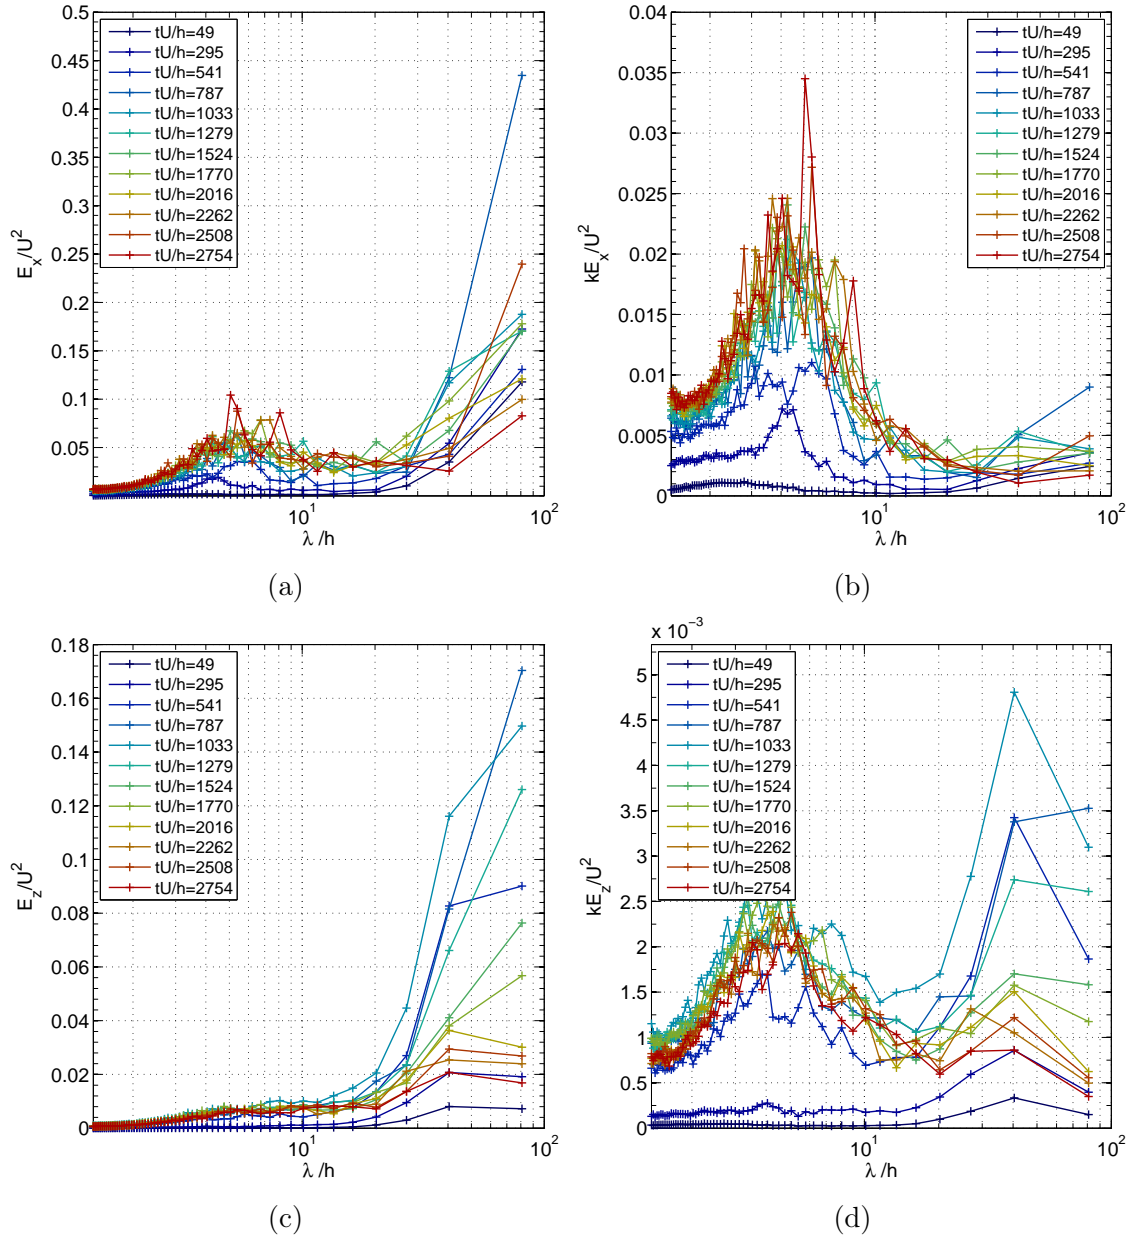 0.5
0.45
0.4
0.35
0.3
0.25
0.2
0.15
0.1
0.05
0
E_x/U^2
tU/h=49
tU/h=295
tU/h=541
tU/h=787
tU/h=1033
tU/h=1279
tU/h=1524
tU/h=1770
tU/h=2016
tU/h=2262
tU/h=2508
tU/h=2754
10^1
10^2
λ/h
(a)
0.04
0.035
0.03
0.025
0.02
0.015
0.01
0.005
0
kE_x/U^2
tU/h=49
tU/h=295
tU/h=541
tU/h=787
tU/h=1033
tU/h=1279
tU/h=1524
tU/h=1770
tU/h=2016
tU/h=2262
tU/h=2508
tU/h=2754
10^1
10^2
λ/h
(b)
0.18
0.16
0.14
0.12
0.1
0.08
0.06
0.04
0.02
0
E_z/U^2
tU/h=49
tU/h=295
tU/h=541
tU/h=787
tU/h=1033
tU/h=1279
tU/h=1524
tU/h=1770
tU/h=2016
tU/h=2262
tU/h=2508
tU/h=2754
10^1
10^2
λ/h
(c)
x 10^−3
5
4.5
4
3.5
3
2.5
2
1.5
1
0.5
0
kE_z/U^2
tU/h=49
tU/h=295
tU/h=541
tU/h=787
tU/h=1033
tU/h=1279
tU/h=1524
tU/h=1770
tU/h=2016
tU/h=2262
tU/h=2508
tU/h=2754
10^1
10^2
λ/h
(d)